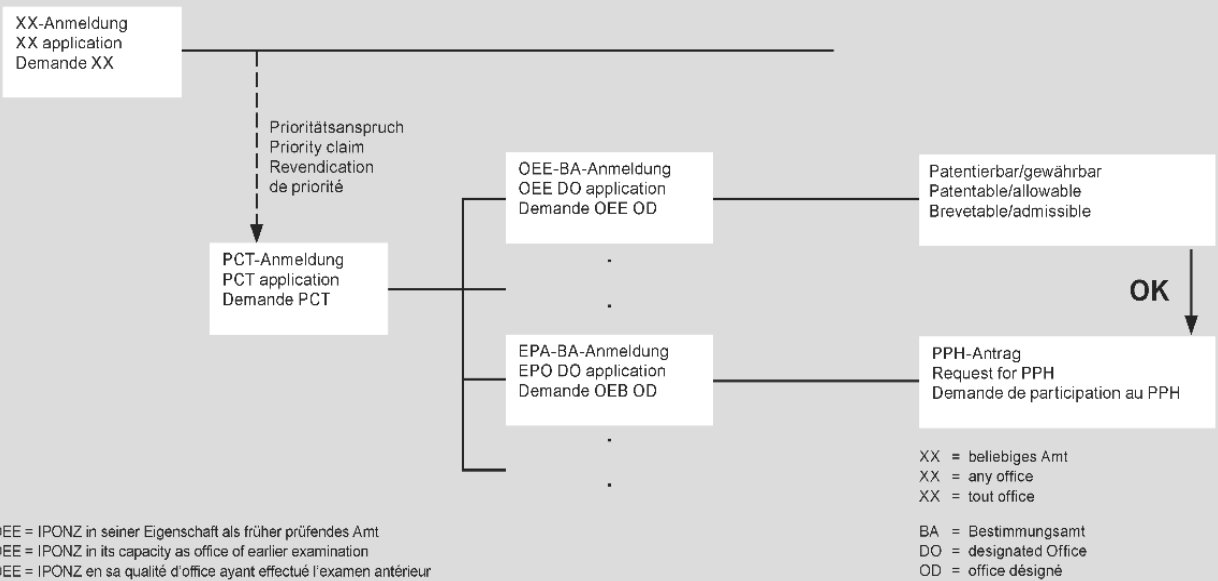 XX-Anmeldung
XX application
Demande XX
Prioritätsanspruch
Priority claim
Revendication
de priorité
OEE-BA-Anmeldung
OEE DO application
Demande OEE OD
Patentierbar/gewährbar
Patentable/allowable
Brevetable/admissible
PCT-Anmeldung
PCT application
Demande PCT
OK
EPA-BA-Anmeldung
EPO DO application
Demande OEB OD
PPH-Antrag
Request for PPH
Demande de participation au PPH
XX = beliebiges Amt
XX = any office
XX = tout office
OEE = IPONZ in seiner Eigenschaft als früher prüfendes Amt
OEE = IPONZ in its capacity as office of earlier examination
OEE = IPONZ en sa qualité d'office ayant effectué l'examen antérieur
BA = Bestimmungsamt
DO = designated Office
OD = office désigné